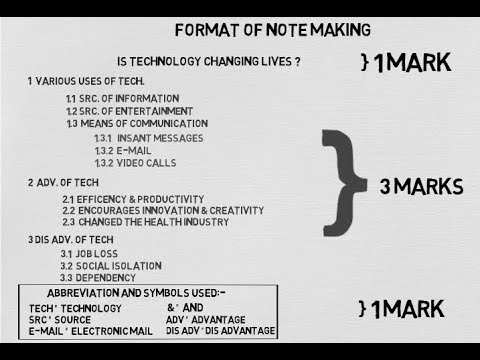 FORMAT OF NOTE MAKING
IS TECHNOLOGY CHANGING LIVES ?
} 1 MARK
1 VARIOUS USES OF TECH.
1.1 SRC. OF INFORMATION
1.2 SRC. OF ENTERTAINMENT
1.3 MEANS OF COMMUNICATION
1.3.1 INSANT MESSAGES
1.3.2 E-MAIL
1.3.2 VIDEO CALLS
} 3 MARKS
2 ADV. OF TECH
2.1 EFFICENCY & PRODUCTIVITY
2.2 ENCOURAGES INNOVATION & CREATIVITY
2.3 CHANGED THE HEALTH INDUSTRY
3 DIS ADV. OF TECH
3.1 JOB LOSS
3.2 SOCIAL ISOLATION
3.3 DEPENDENCY
ABBREVIATION AND SYMBOLS USED:-
TECH = TECHNOLOGY
SRC = SOURCE
E-MAIL = ELECTRONIC MAIL
& = AND
ADV = ADVANTAGE
DIS ADV = DIS ADVANTAGE
} 1 MARK